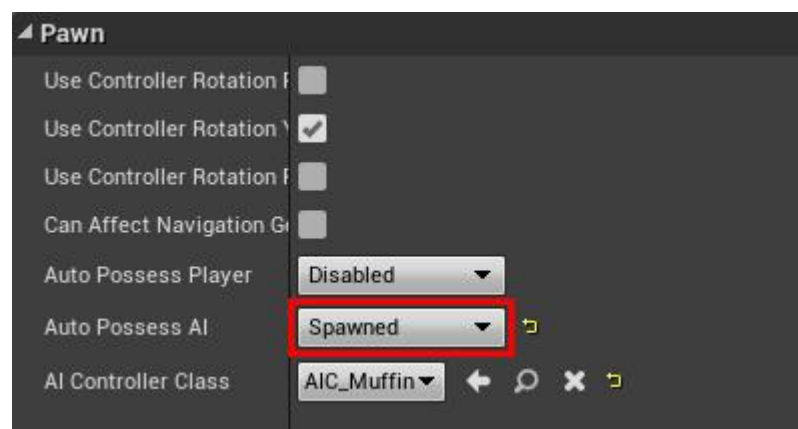 Pawn
Use Controller Rotation P
Use Controller Rotation Y
Use Controller Rotation R
Can Affect Navigation Ge
Auto Possess Player Disabled
Auto Possess AI Spawned
AI Controller Class AIC_Muffin